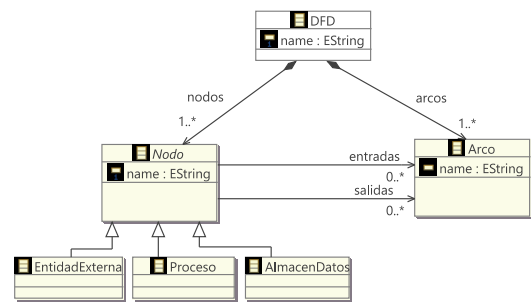 DFD
name : EString
nodos
arcos
1..*
1..*
Nodo
name : EString
entradas
0..*
salidas
0..*
Arco
name : EString
EntidadExterna
Proceso
AlmacenDatos